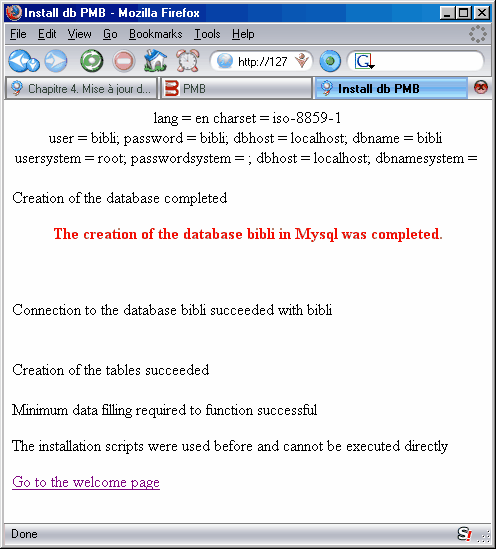 Install db PMB - Mozilla Firefox
File Edit View Go Bookmarks Tools Help
http://127
Chapitre 4. Mise à jour d... PMB Install db PMB
lang = en charset = iso-8859-1
user = bibli; password = bibli; dbhost = localhost; dbname = bibli
usersystem = root; passwordsystem = ; dbhost = localhost; dbnamesystem =
Creation of the database completed
The creation of the database bibli in Mysql was completed.
Connection to the database bibli succeeded with bibli
Creation of the tables succeeded
Minimum data filling required to function successful
The installation scripts were used before and cannot be executed directly
Go to the welcome page
Done